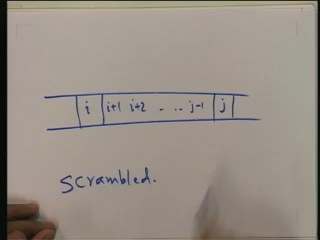 i i+1 i+2 - .. j-1 j
scrambled.